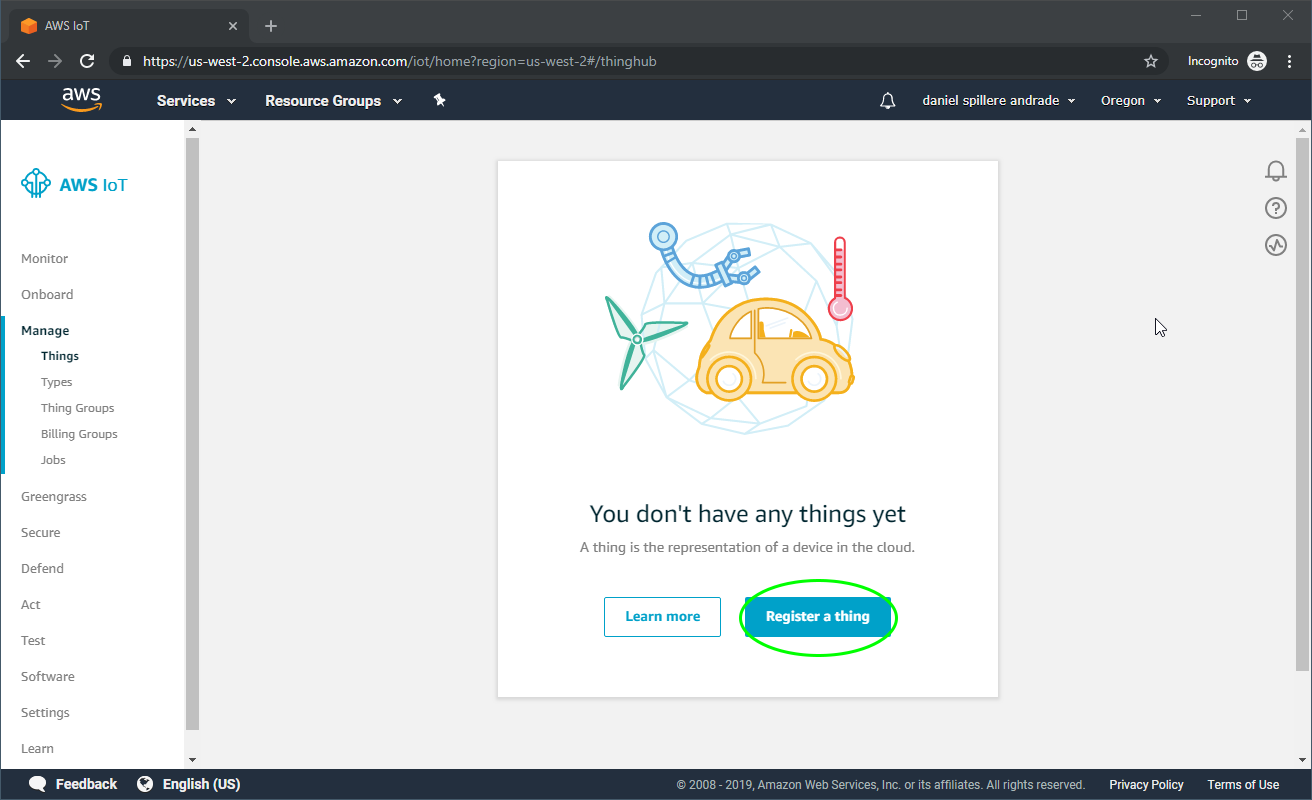 AWS IoT
https://us-west-2.console.aws.amazon.com/iot/home?region=us-west-2#/thinghub
Incognito
aws
Services
Resource Groups
daniel spillere andrade
Oregon
Support
AWS IoT
Monitor
Onboard
Manage
Things
Types
Thing Groups
Billing Groups
Jobs
Greengrass
Secure
Defend
Act
Test
Software
Settings
Learn
You don't have any things yet
A thing is the representation of a device in the cloud.
Learn more
Register a thing
Feedback
English (US)
© 2008 - 2019, Amazon Web Services, Inc. or its affiliates. All rights reserved.
Privacy Policy
Terms of Use